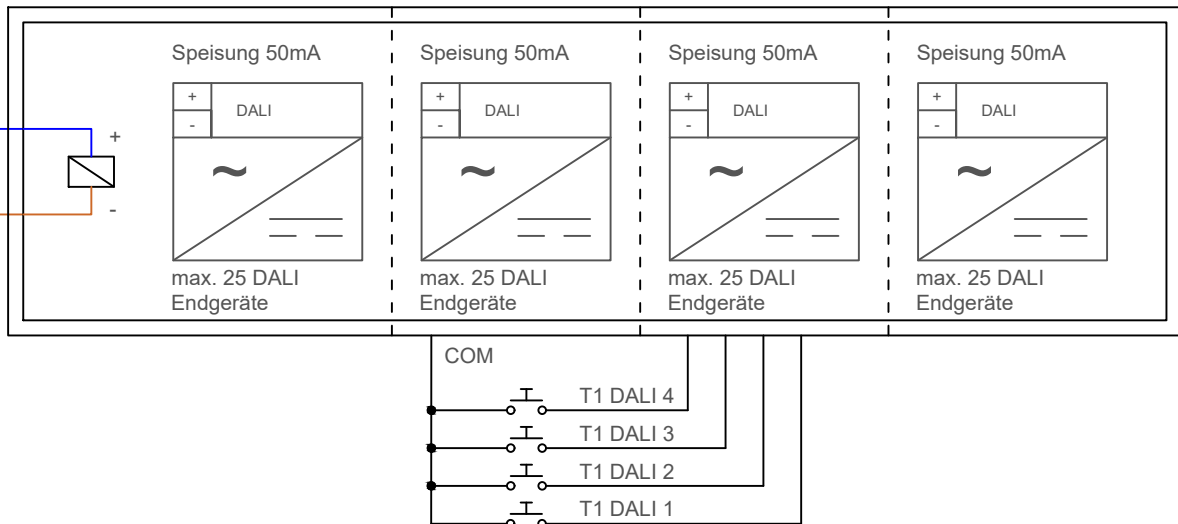 Speisung 50mA
Speisung 50mA
Speisung 50mA
Speisung 50mA
+
DALI
-
+
DALI
-
+
DALI
-
+
DALI
-
+
-
~
~
~
~
max. 25 DALI
Endgeräte
max. 25 DALI
Endgeräte
max. 25 DALI
Endgeräte
max. 25 DALI
Endgeräte
COM
T1 DALI 4
T1 DALI 3
T1 DALI 2
T1 DALI 1